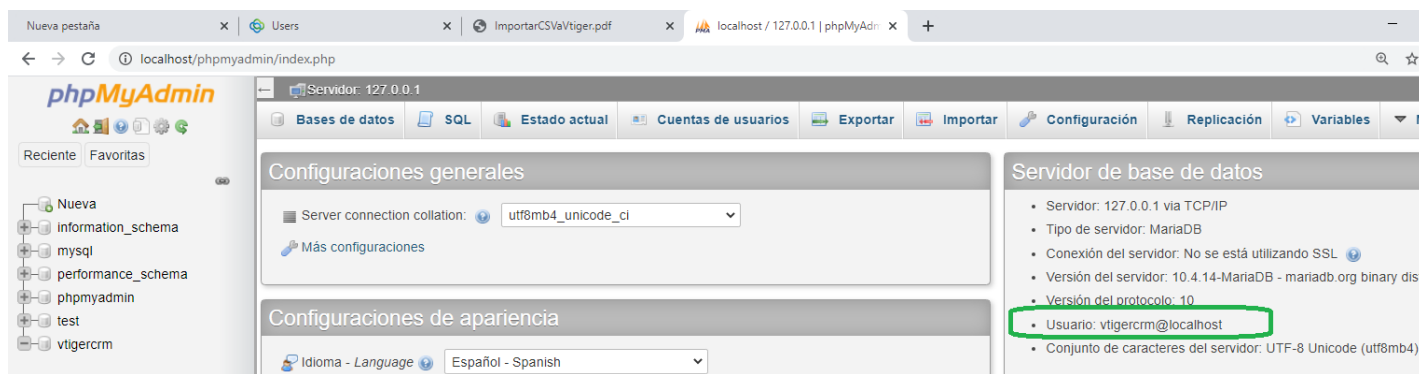 Nueva pestaña
Users
ImportarCSVaVtiger.pdf
localhost / 127.0.0.1 | phpMyAdm
localhost/phpmyadmin/index.php
phpMyAdmin
Reciente Favoritas
Nueva
information_schema
mysql
performance_schema
phpmyadmin
test
vtigercrm
Servidor: 127.0.0.1
Bases de datos SQL Estado actual Cuentas de usuarios Exportar Importar Configuración Replicación Variables
Configuraciones generales
Server connection collation: utf8mb4_unicode_ci
Más configuraciones
Configuraciones de apariencia
Idioma - Language Español - Spanish
Servidor de base de datos
Servidor: 127.0.0.1 via TCP/IP
Tipo de servidor: MariaDB
Conexión del servidor: No se está utilizando SSL
Versión del servidor: 10.4.14-MariaDB - mariadb.org binary dis
Versión del protocolo: 10
Usuario: vtigercrm@localhost
Conjunto de caracteres del servidor: UTF-8 Unicode (utf8mb4)